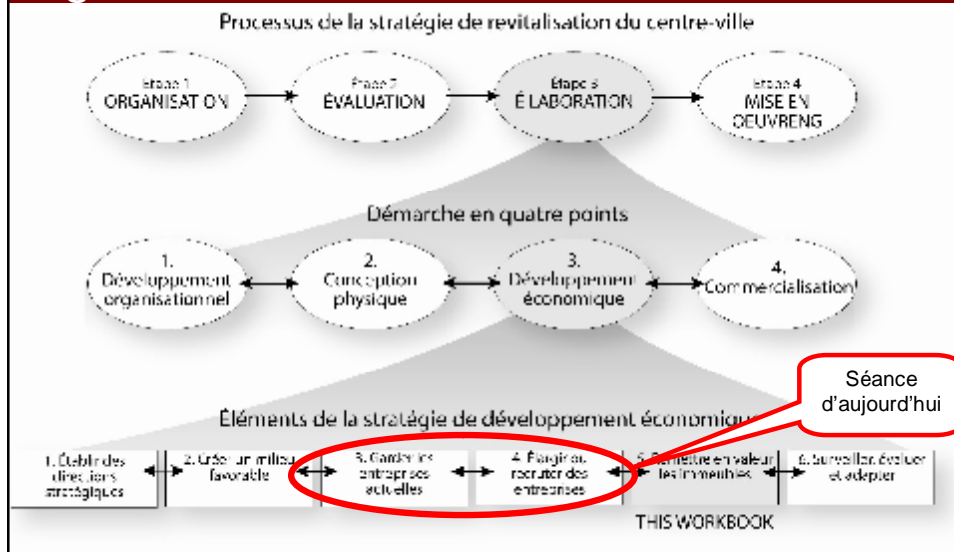 Processus de la stratégie de revitalisation du centre-ville
Étape 1
ORGANISATION
Étape 2
ÉVALUATION
Étape 3
ÉLABORATION
Étape 4
MISE EN
OEUVRENG
Démarche en quatre points
1.
Développement
organisationnel
2.
Conception
physique
3.
Développement
économique
4.
Commercialisation
Séance
d'aujourd'hui
Éléments de la stratégie de développement économique
1. Établir des
directions
stratégiques
2. Créer un milieu
favorable
3. Garder les
entreprises
actuelles
4. Élargir ou
recruter des
entreprises
5. Remettre en valeur
les immeubles
6. Surveiller, évaluer
et adapter
THIS WORKBOOK